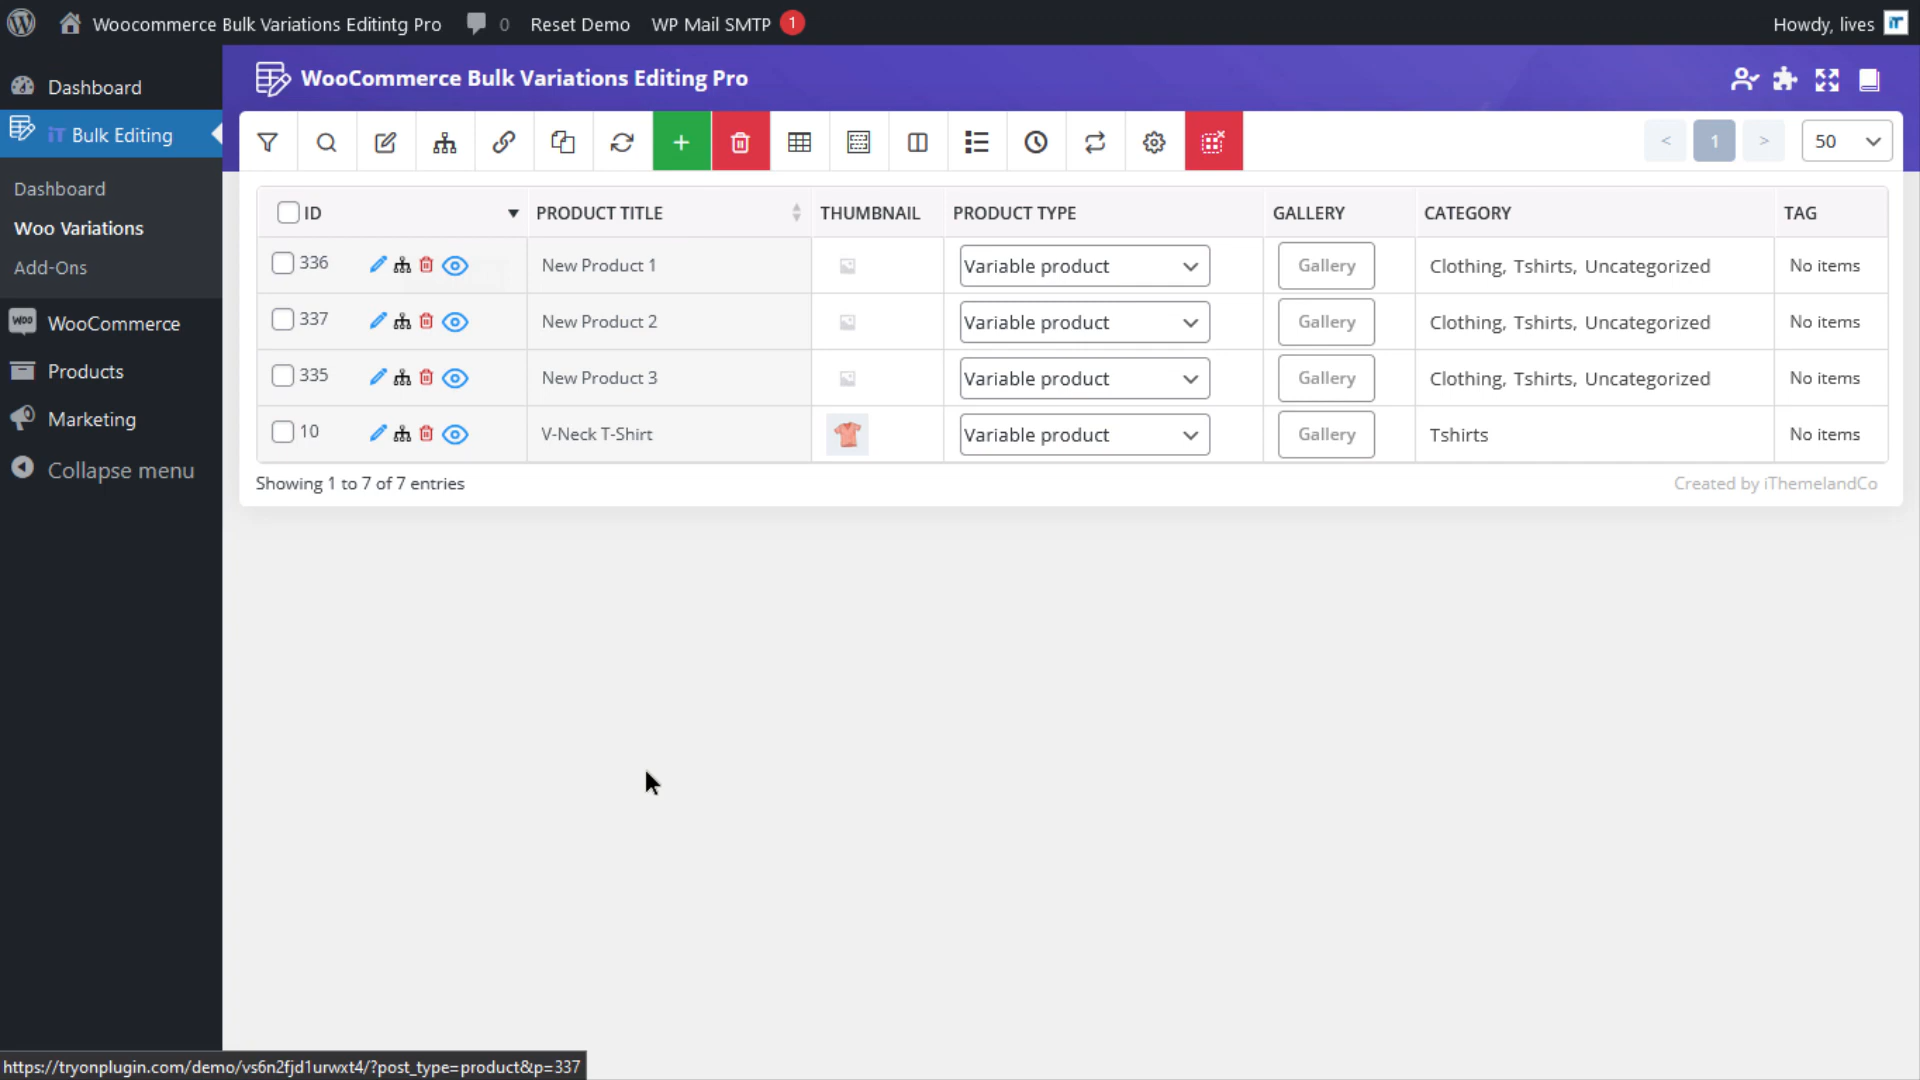 Woocommerce Bulk Variations Editintg Pro 0 Reset Demo WP Mail SMTP 1 Howdy, lives iT
WooCommerce Bulk Variations Editing Pro
Dashboard
iT Bulk Editing
Dashboard
Woo Variations
Add-Ons
WOO WooCommerce
Products
Marketing
Collapse menu
+ < 1 > 50
ID PRODUCT TITLE THUMBNAIL PRODUCT TYPE GALLERY CATEGORY TAG
336 New Product 1 Variable product Gallery Clothing, Tshirts, Uncategorized No items
337 New Product 2 Variable product Gallery Clothing, Tshirts, Uncategorized No items
335 New Product 3 Variable product Gallery Clothing, Tshirts, Uncategorized No items
10 V-Neck T-Shirt Variable product Gallery Tshirts No items
Showing 1 to 7 of 7 entries Created by iThemelandCo
https://tryonplugin.com/demo/vs6n2fjd1urwxt4/?post_type=product&p=337